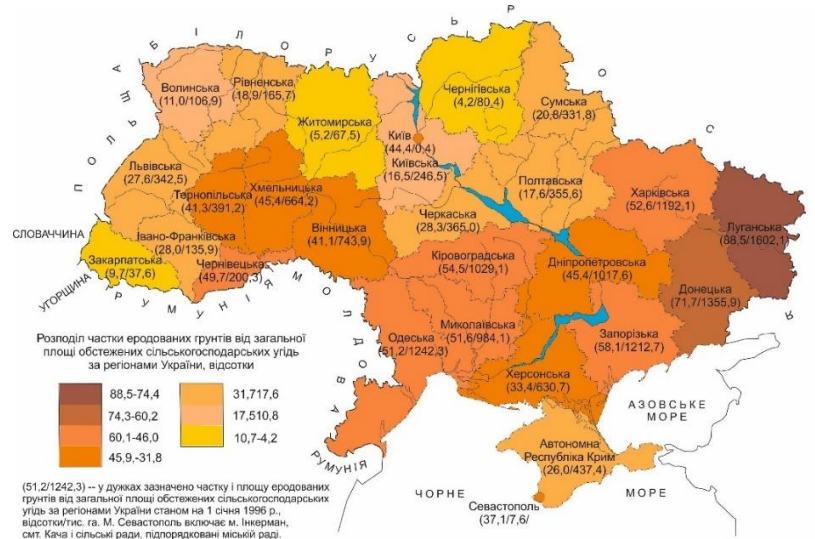 БІЛОРУСЬ
РОСІЯ
ПОЛЬЩА
СЛОВАЧЧИНА
УГОРЩИНА
РУМУНІЯ
МОЛДОВА
РУМУНІЯ
Волинська
(11,0/106,9)
Рівненська
(18,9/165,7)
Житомирська
(5,2/67,5)
Чернігівська
(4,2/80,4)
Сумська
(20,8/331,8)
Київ
(44,4/0,4)
Київська
(16,5/246,5)
Львівська
(27,6/342,5)
Тернопільська
(41,3/391,2)
Хмельницька
(45,4/664,2)
Вінницька
(41,1/743,9)
Черкаська
(28,3/365,0)
Полтавська
(17,6/355,6)
Харківська
(52,6/1192,1)
Луганська
(88,5/1602,1)
Івано-Франківська
(28,0/135,9)
Закарпатська
(9,7/37,6)
Чернівецька
(49,7/200,3)
Кіровоградська
(54,5/1029,1)
Дніпропетровська
(45,4/1017,6)
Донецька
(71,7/1355,9)
Одеська
(51,2/1242,3)
Миколаївська
(51,6/984,1)
Запорізька
(58,1/1212,7)
Херсонська
(33,4/630,7)
Автономна
Республіка Крим
(26,0/437,4)
Севастополь
(37,1/7,6/
АЗОВСЬКЕ
МОРЕ
ЧОРНЕ МОРЕ
Розподіл частки еродованих ґрунтів від загальної
площі обстежених сільськогосподарських угідь
за регіонами України, відсотки
88,5-74,4
74,3-60,2
60,1-46,0
45,9,-31,8
31,717,6
17,510,8
10,7-4,2
(51,2/1242,3) -- у дужках зазначено частку і площу еродованих
ґрунтів від загальної площі обстежених сільськогосподарських
угідь за регіонами України станом на 1 січня 1996 р.,
відсотки/тис. га. М. Севастополь включає м. Інкерман,
смт. Кача і сільські ради, підпорядковані міській раді.